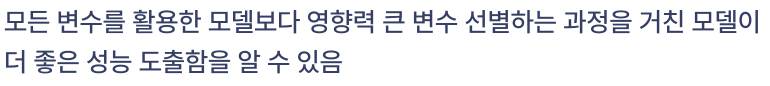 모든 변수를 활용한 모델보다 영향력 큰 변수 선별하는 과정을 거친 모델이
더 좋은 성능 도출함을 알 수 있음